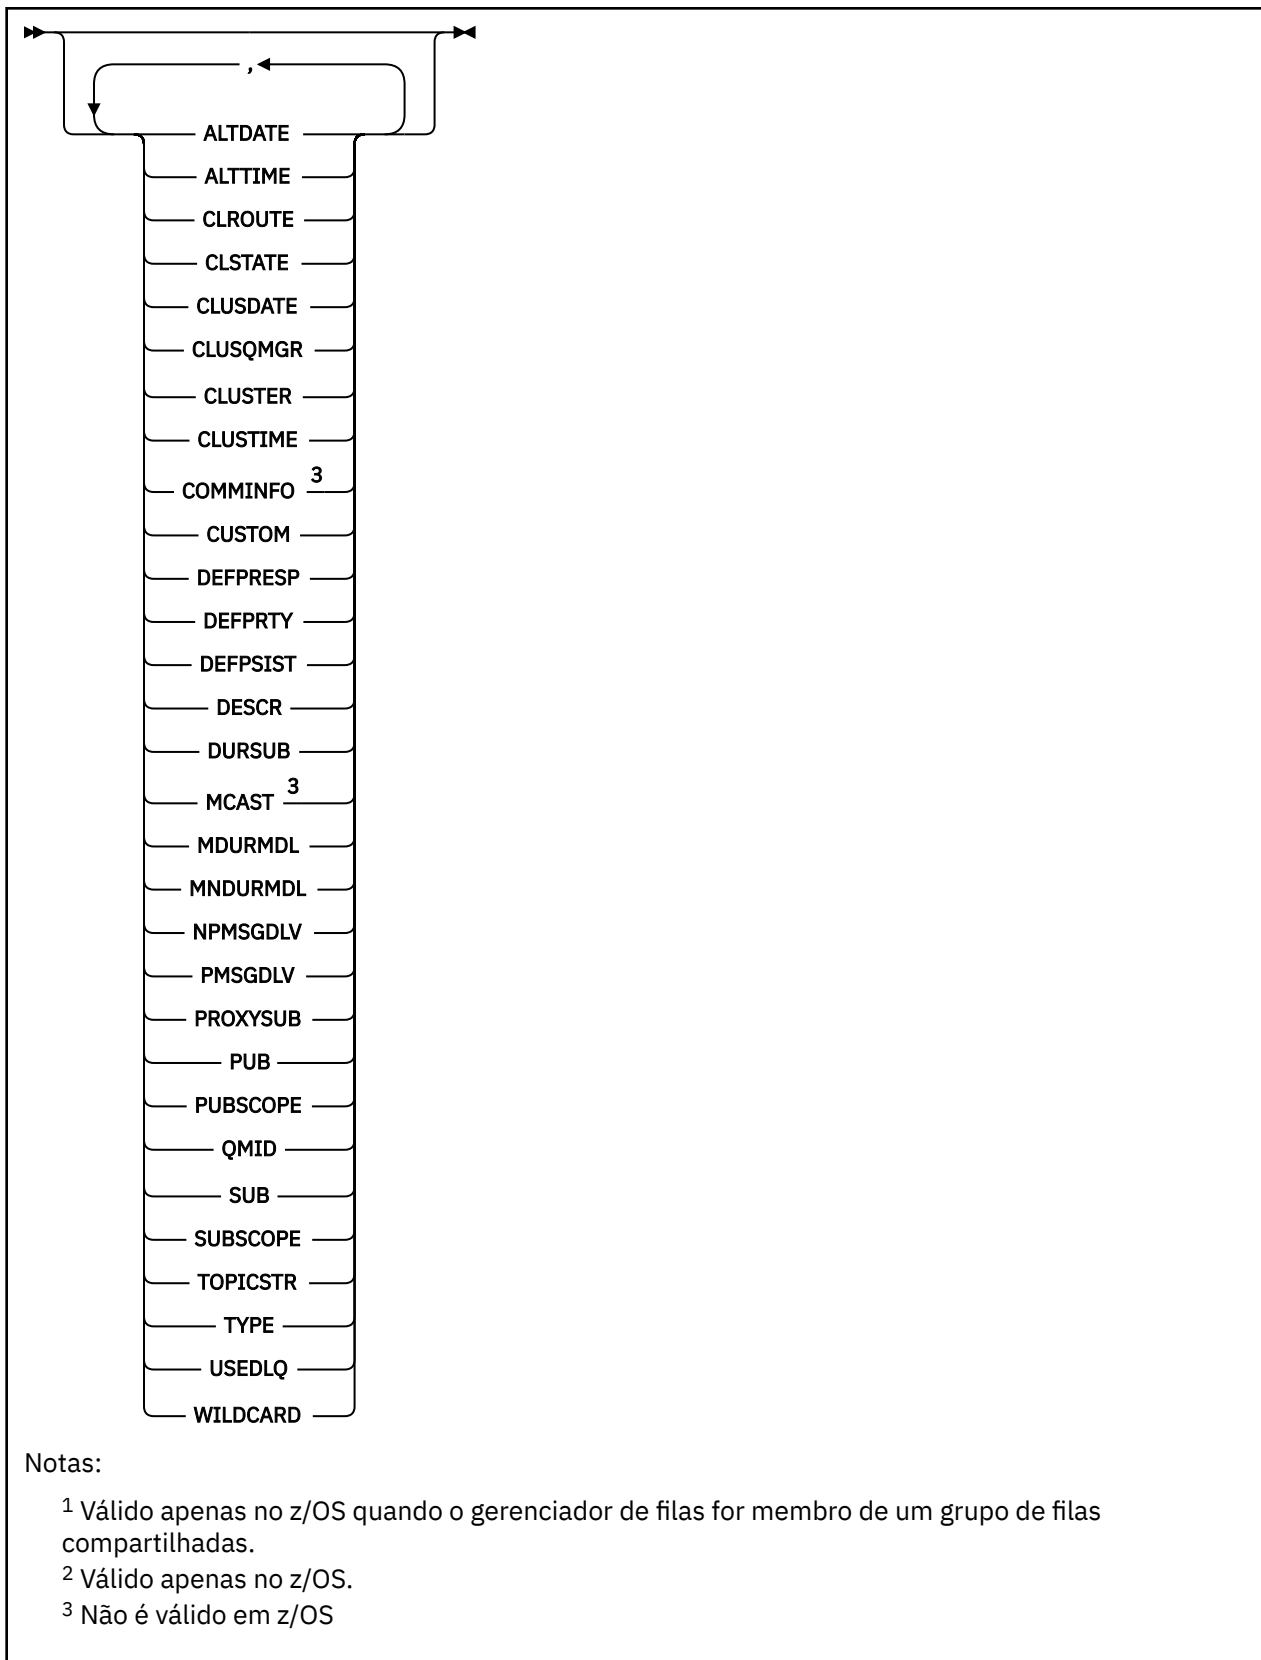 ,
ALTDATE
ALTTIME
CLROUTE
CLSTATE
CLUSDATE
CLUSQMGR
CLUSTER
CLUSTIME
COMMINFO 3
CUSTOM
DEFPRESP
DEFPRTY
DEFPSIST
DESCR
DURSUB
MCAST 3
MDURMDL
MNDURMDL
NPMSGDLV
PMSGDLV
PROXYSUB
PUB
PUBSCOPE
QMID
SUB
SUBSCOPE
TOPICSTR
TYPE
USEDLQ
WILDCARD
Notas:
1 Válido apenas no z/OS quando o gerenciador de filas for membro de um grupo de filas
compartilhadas.
2 Válido apenas no z/OS.
3 Não é válido em z/OS